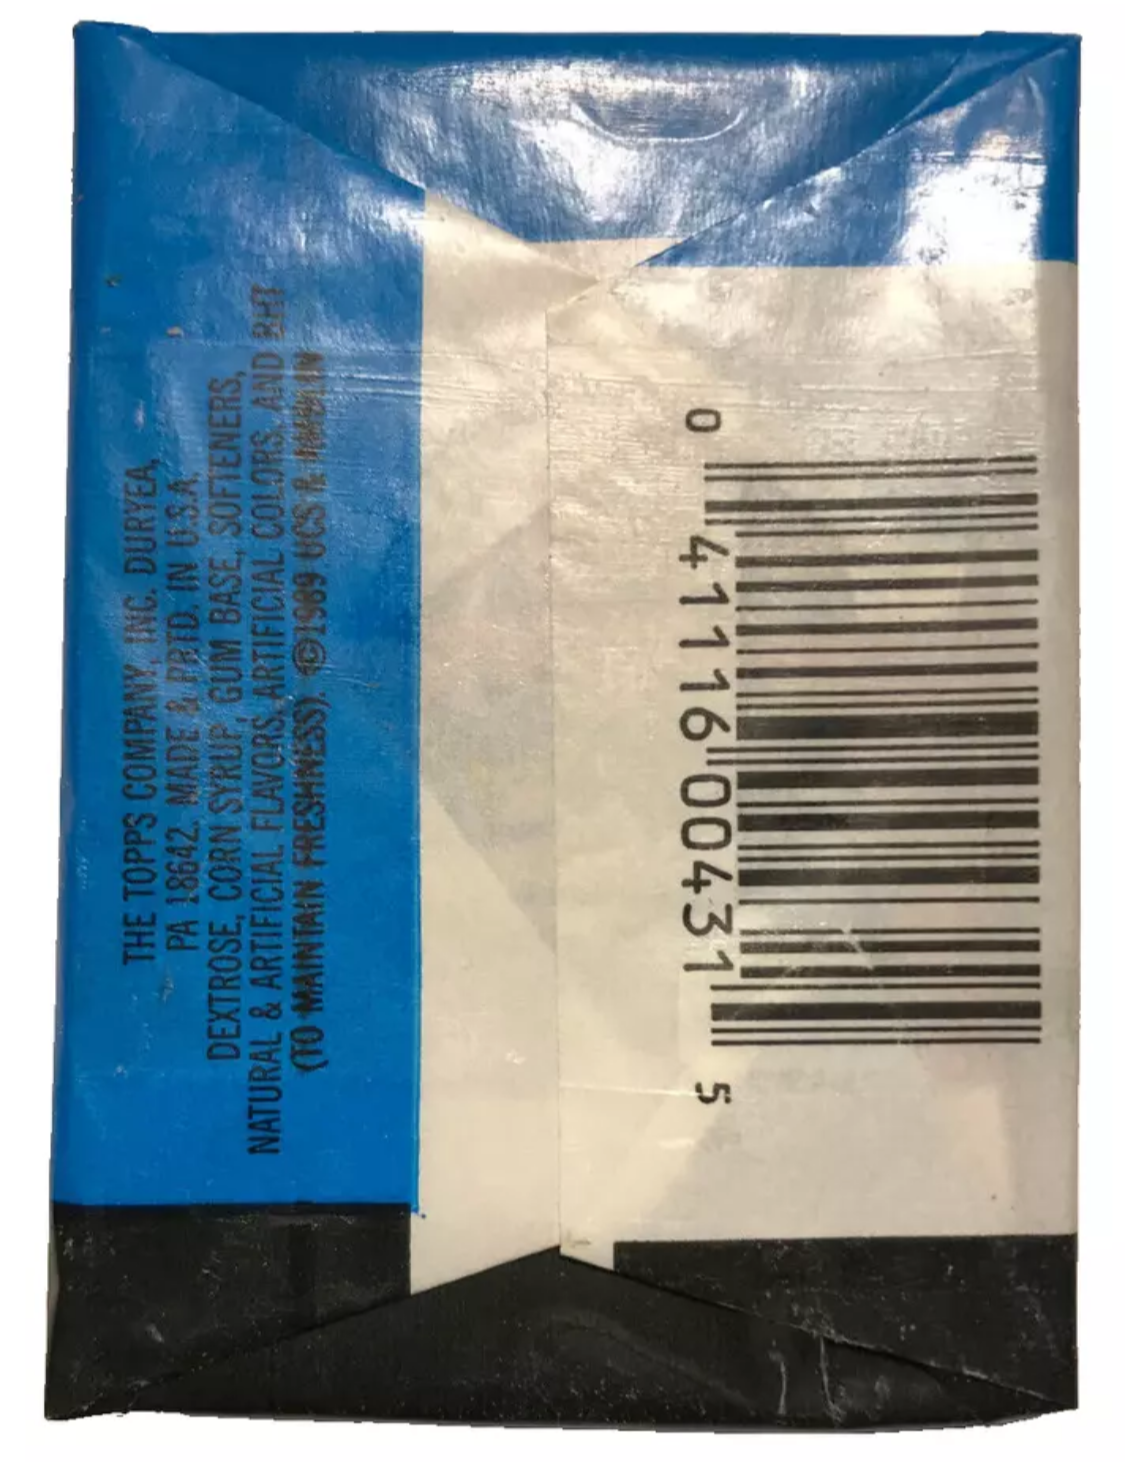 THE TOPPS COMPANY, INC. DURYEA,
PA 18642. MADE & PRTD. IN U.S.A.
DEXTROSE, CORN SYRUP, GUM BASE, SOFTENERS,
NATURAL & ARTIFICIAL FLAVORS, ARTIFICIAL COLORS, AND BHT
(TO MAINTAIN FRESHNESS). ©1989 UCS &
0 41116 00431 5